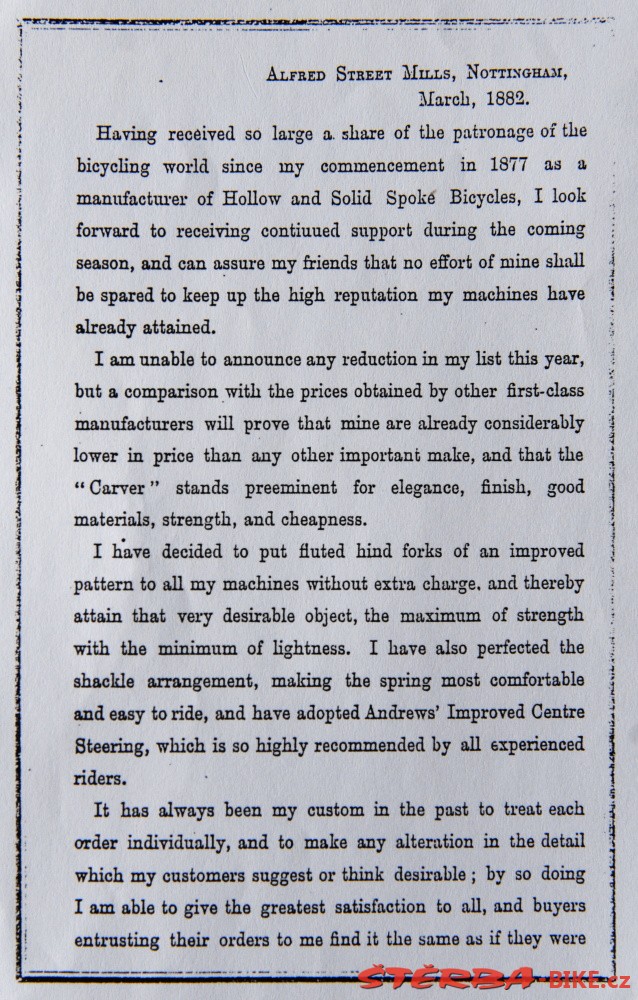 ALFRED STREET MILLS, NOTTINGHAM,
March, 1882.
Having received so large a share of the patronage of the
bicycling world since my commencement in 1877 as a
manufacturer of Hollow and Solid Spoke Bicycles, I look
forward to receiving continued support during the coming
season, and can assure my friends that no effort of mine shall
be spared to keep up the high reputation my machines have
already attained.
I am unable to announce any reduction in my list this year,
but a comparison with the prices obtained by other first-class
manufacturers will prove that mine are already considerably
lower in price than any other important make, and that the
"Carver" stands preeminent for elegance, finish, good
materials, strength, and cheapness.
I have decided to put fluted hind forks of an improved
pattern to all my machines without extra charge, and thereby
attain that very desirable object, the maximum of strength
with the minimum of lightness. I have also perfected the
shackle arrangement, making the spring most comfortable
and easy to ride, and have adopted Andrews' Improved Centre
Steering, which is so highly recommended by all experienced
riders.
It has always been my custom in the past to treat each
order individually, and to make any alteration in the detail
which my customers suggest or think desirable ; by so doing
I am able to give the greatest satisfaction to all, and buyers
entrusting their orders to me find it the same as if they were
ŠTĚRBA-BIKE.cz